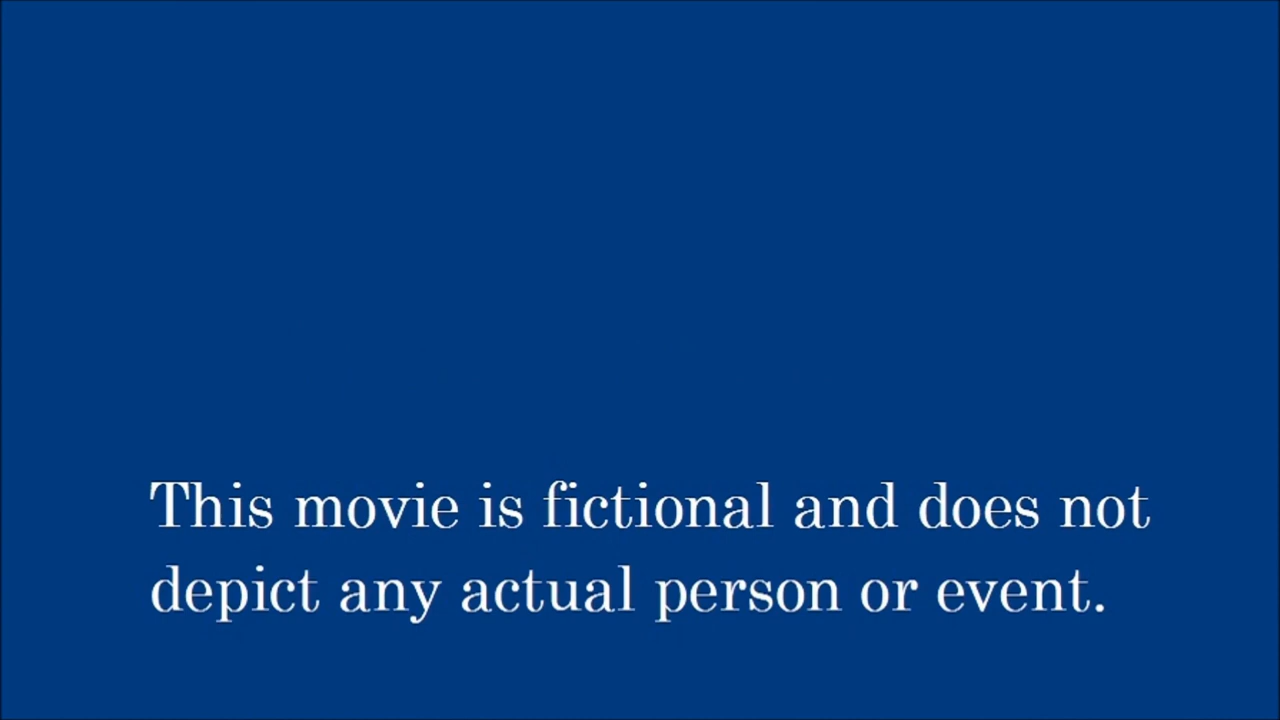 This movie is fictional and does not
depict any actual person or event.